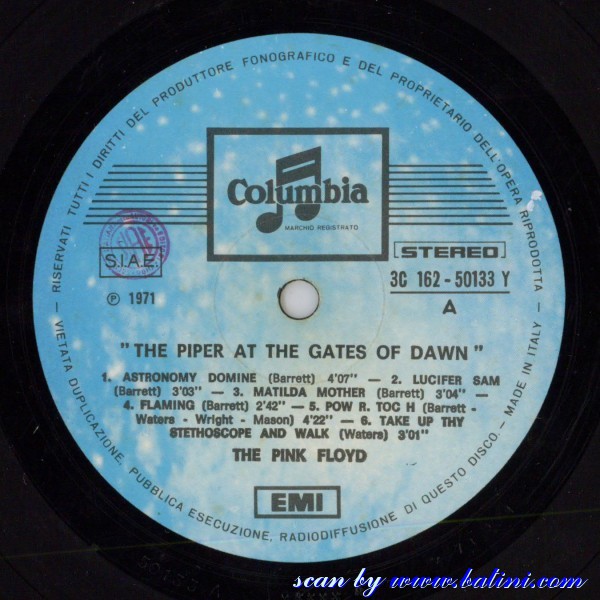 RISERVATI TUTTI I DIRITTI DEL PRODUTTORE FONOGRAFICO E DEL PROPRIETARIO DELL'OPERA RIPRODOTTA
Columbia
MARCHIO REGISTRATO
S.I.A.E.
STEREO
3C 162 - 50133 Y
Ⓟ 1971
A
"THE PIPER AT THE GATES OF DAWN"
1. ASTRONOMY DOMINE (Barrett) 4'07" — 2. LUCIFER SAM
(Barrett) 3'03" — 3. MATILDA MOTHER (Barrett) 3'04" —
4. FLAMING (Barrett) 2'42" — 5. POW R. TOC H (Barrett -
Waters - Wright - Mason) 4'22" — 6. TAKE UP THY
STETHOSCOPE AND WALK (Waters) 3'01"
THE PINK FLOYD
EMI
— VIETATA DUPLICAZIONE, PUBBLICA ESECUZIONE, RADIODIFFUSIONE DI QUESTO DISCO. — MADE IN ITALY —
scan by www.batini.com